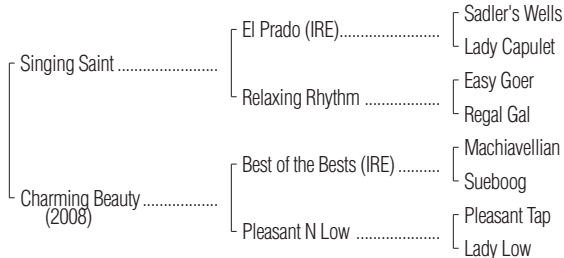 Sadler's Wells
El Prado (IRE)..................
Lady Capulet
Singing Saint ..................
Easy Goer
Relaxing Rhythm ..............
Regal Gal
Machiavellian
Best of the Bests (IRE) ..........
Sueboog
Charming Beauty .............
(2008)
Pleasant Tap
Pleasant N Low .................
Lady Low